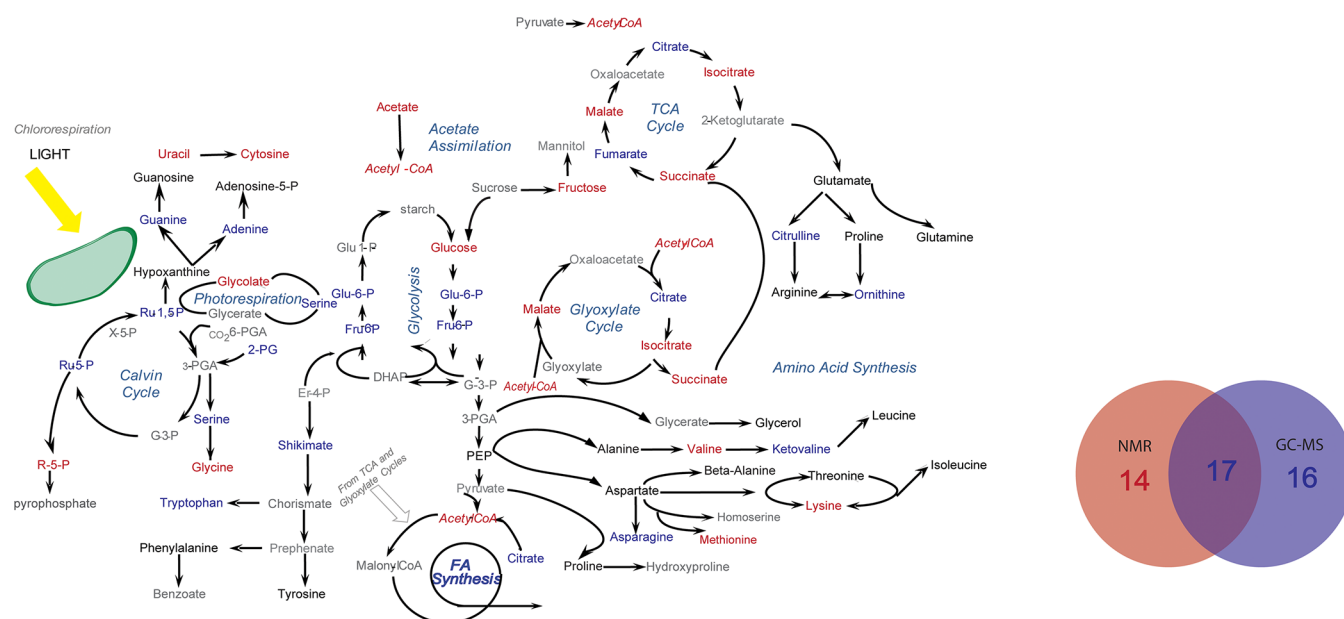 Pyruvate AcetylCoA
Citrate
Oxaloacetate
Isocitrate
TCA
Cycle
Malate
2-Ketoglutarate
Fumarate
Succinate
Glutamate
Citrulline
Proline
Glutamine
Arginine
Ornithine
Acetate
Acetate
Assimilation
Acetyl -CoA
Mannitol
Sucrose
Fructose
Chlororespiration
LIGHT
Uracil
Cytosine
Guanosine
Adenosine-5-P
Guanine
Adenine
Hypoxanthine
Glycolate
Photorespiration
Serine
Glycerate
Ru1,5P
X-5-P
CO2
6-PGA
2-PG
3-PGA
Ru5-P
Calvin
Cycle
Serine
G-3-P
Glycine
R-5-P
pyrophosphate
starch
Glu 1-P
Glucose
Glu-6-P
Glu-6-P
Glycolysis
Fru6P
Fru6-P
DHAP
G-3-P
Er-4-P
3-PGA
PEP
Pyruvate
AcetylCoA
Shikimate
Tryptophan
Chorismate
Phenylalanine
Prephenate
Benzoate
Tyrosine
From TCA and
Glyoxylate Cycles
MalonylCoA
FA
Synthesis
Citrate
AcetylCoA
Oxaloacetate
Citrate
Malate
Glyoxylate
Cycle
Isocitrate
Glyoxylate
Succinate
Acetyl-CoA
Amino Acid Synthesis
Glycerate
Glycerol
Leucine
Alanine
Valine
Ketovaline
Isoleucine
Beta-Alanine
Threonine
Aspartate
Lysine
Homoserine
Asparagine
Methionine
Proline
Hydroxyproline
NMR
14
17
GC-MS
16